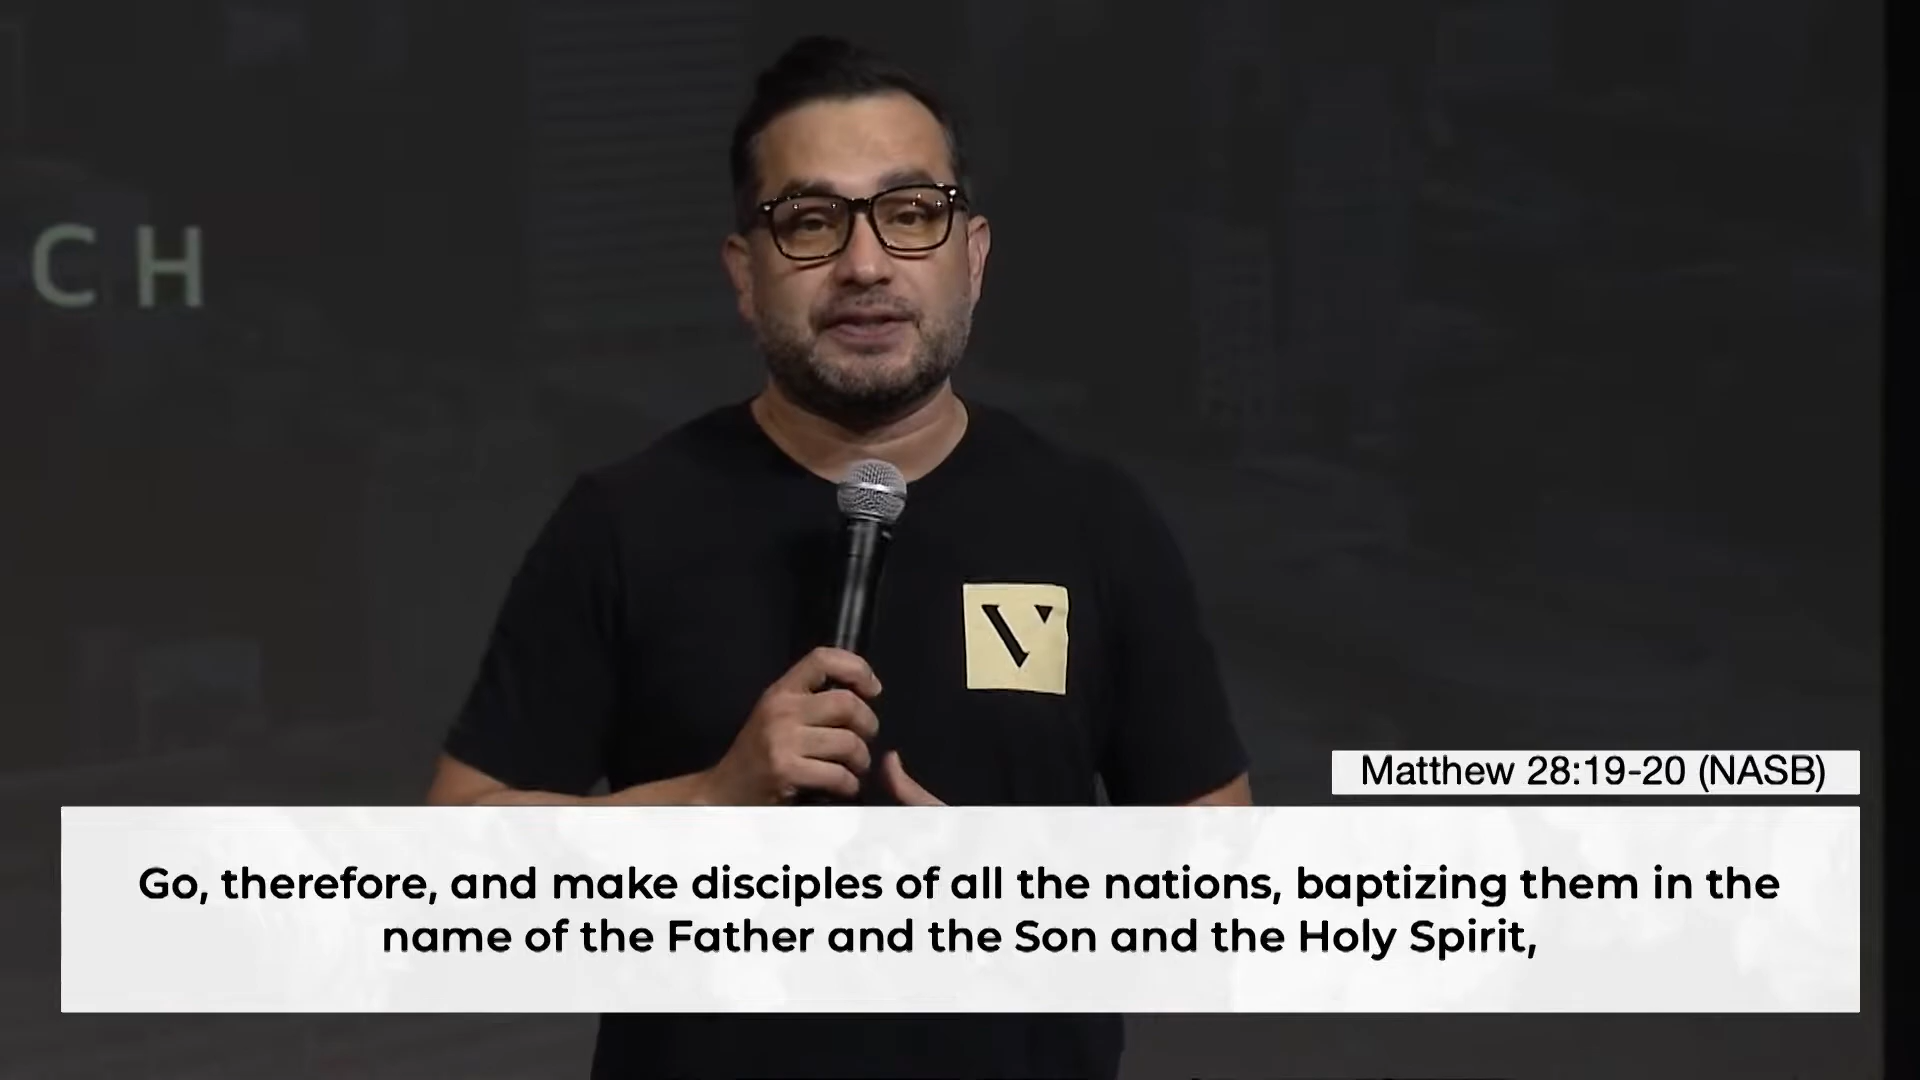 CH
V
Matthew 28:19-20 (NASB)
Go, therefore, and make disciples of all the nations, baptizing them in the
name of the Father and the Son and the Holy Spirit,